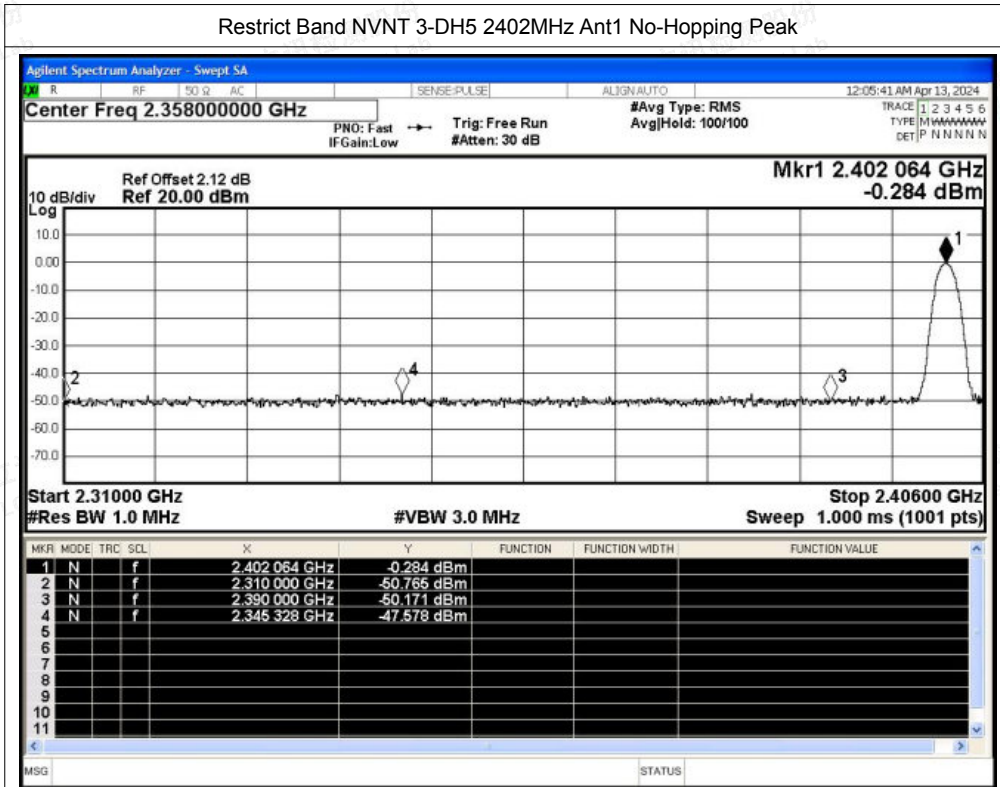 Restrict Band NVNT 3-DH5 2402MHz Ant1 No-Hopping Peak
Agilent Spectrum Analyzer - Swept SA
R RF 50 Ω AC SENSE:PULSE ALIGN AUTO 12:05:41 AM Apr 13, 2024
Center Freq 2.358000000 GHz
PNO: Fast
IFGain:Low
Trig: Free Run
#Atten: 30 dB
#Avg Type: RMS
Avg|Hold: 100/100
TRACE 1 2 3 4 5 6
TYPE M
DET P N N N N N
Mkr1 2.402 064 GHz
-0.284 dBm
Ref Offset 2.12 dB
10 dB/div Ref 20.00 dBm
Log
10.0
0.00
-10.0
-20.0
-30.0
-40.0
-50.0
-60.0
-70.0
1
2
4
3
Start 2.31000 GHz Stop 2.40600 GHz
#Res BW 1.0 MHz #VBW 3.0 MHz Sweep 1.000 ms (1001 pts)
MKR MODE TRC SCL X Y FUNCTION FUNCTION WIDTH FUNCTION VALUE
1 N f 2.402 064 GHz -0.284 dBm
2 N f 2.310 000 GHz -50.765 dBm
3 N f 2.390 000 GHz -50.171 dBm
4 N f 2.345 328 GHz -47.578 dBm
5
6
7
8
9
10
11
MSG STATUS